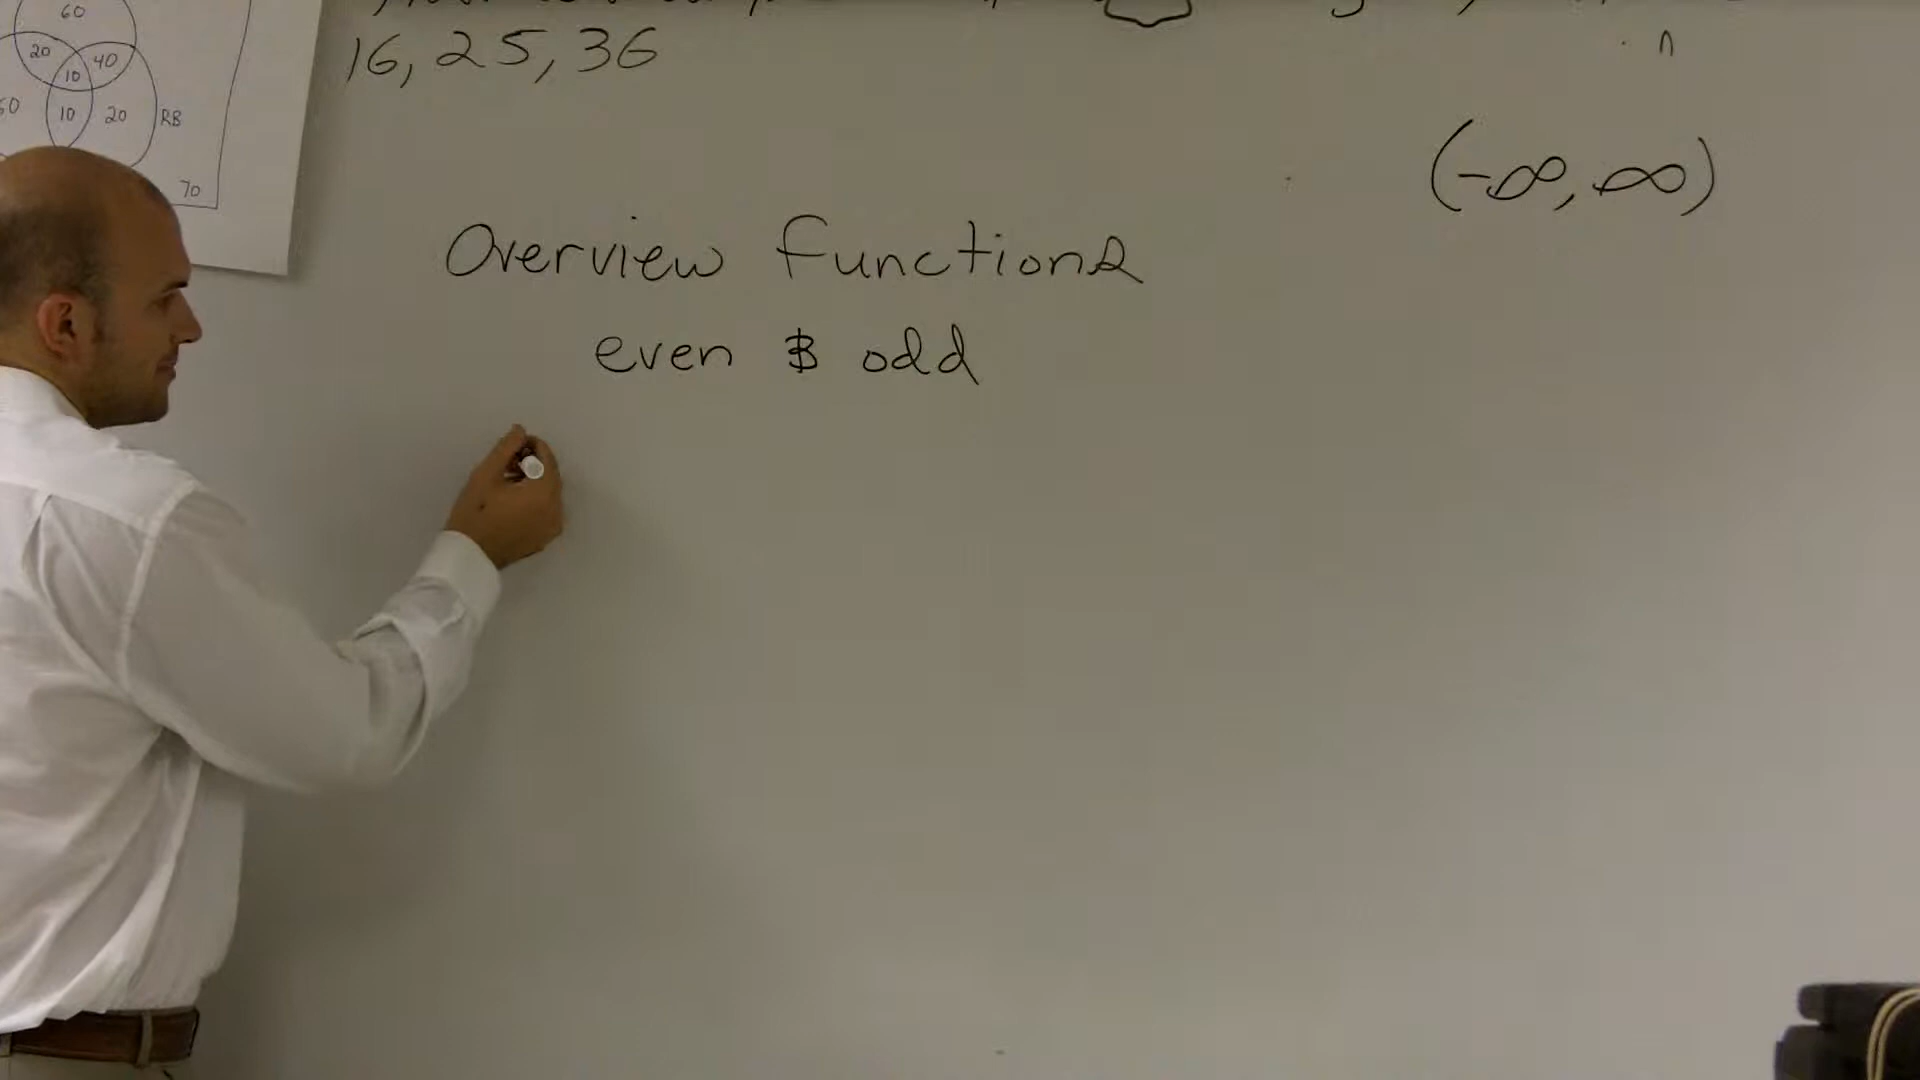 60
20 40
10
10 20 RB
70
16, 25, 36
n
(-∞, ∞)
Overview functions
even & odd